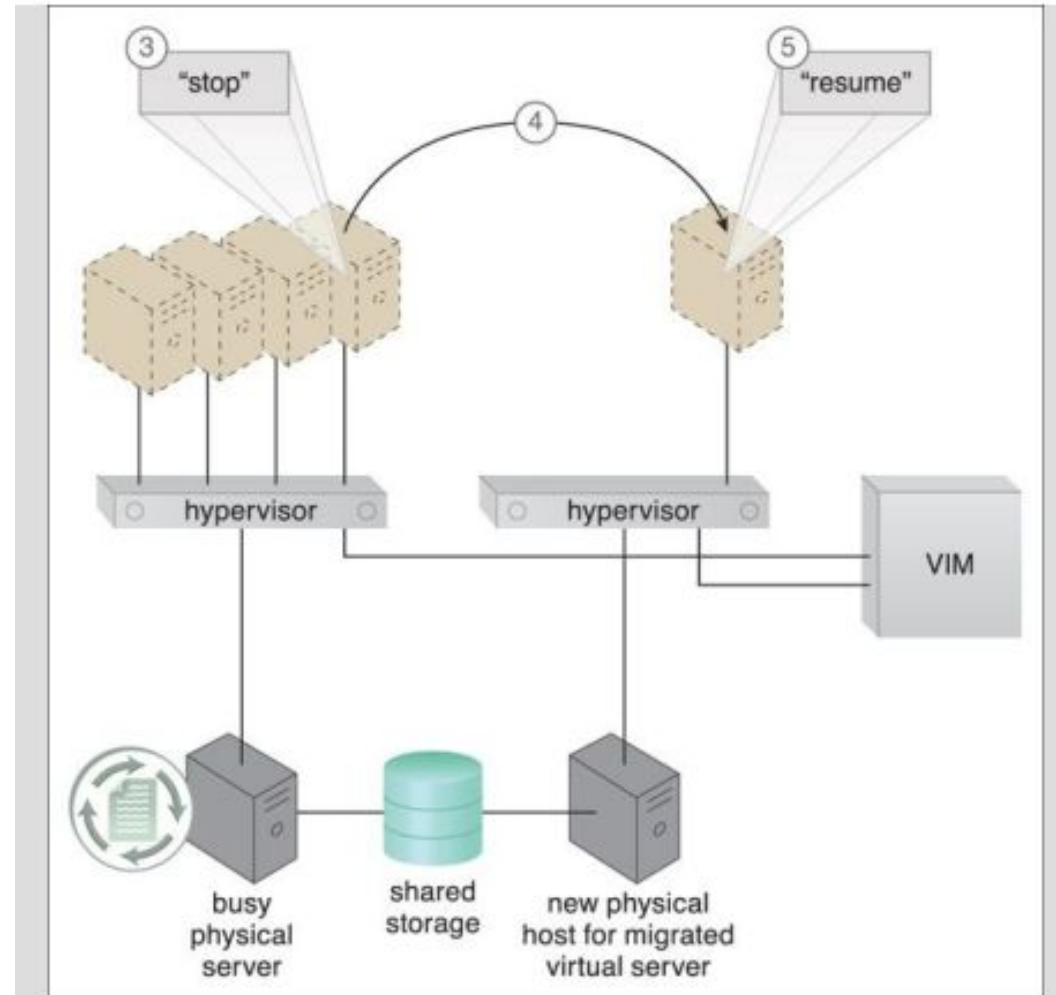 3
"stop"
5
"resume"
4
hypervisor
hypervisor
VIM
busy
physical
server
shared
storage
new physical
host for migrated
virtual server